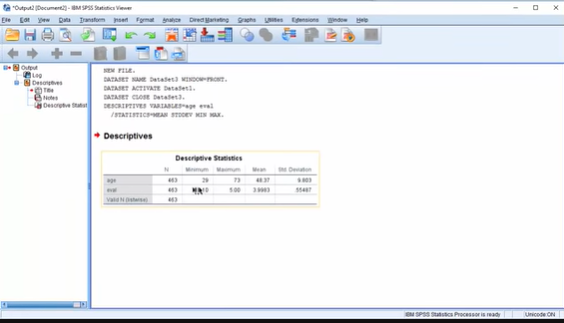 *Output2 [Document2] - IBM SPSS Statistics Viewer
File Edit View Data Transform Insert Format Analyze Direct Marketing Graphs Utilities Extensions Window Help
Output
Log
Descriptives
Title
Notes
Descriptive Statist
NEW FILE.
DATASET NAME DataSet3 WINDOW=FRONT.
DATASET ACTIVATE DataSet1.
DATASET CLOSE DataSet3.
DESCRIPTIVES VARIABLES=age eval
/STATISTICS=MEAN STDDEV MIN MAX.
Descriptives
Descriptive Statistics
N Minimum Maximum Mean Std. Deviation
age 463 29 73 48.37 9.803
eval 463 5.00 3.9983 .55487
Valid N (listwise) 463
IBM SPSS Statistics Processor is ready Unicode:ON